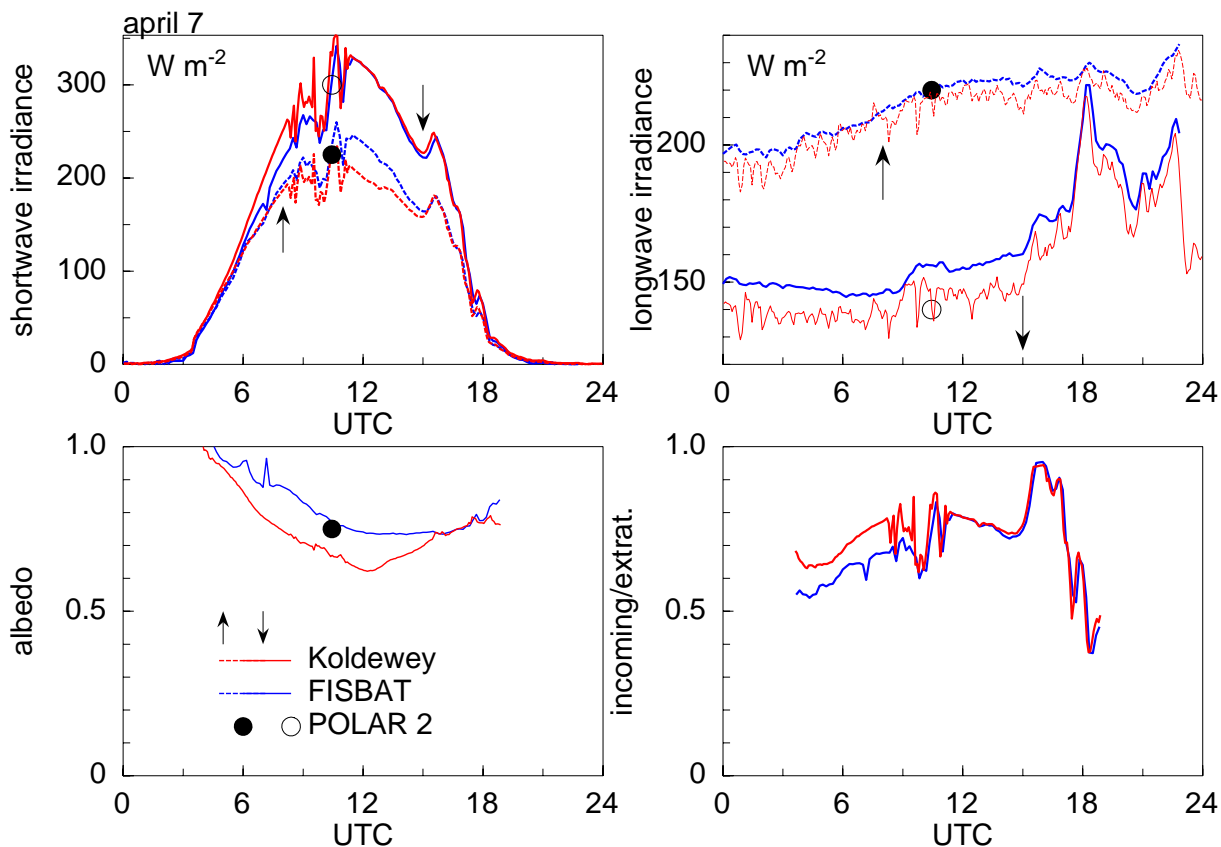 april 7
shortwave irradiance
W m-2
300
200
100
0
0 6 12 18 24
UTC
longwave irradiance
W m-2
200
150
0 6 12 18 24
UTC
albedo
1.0
0.5
0
Koldewey
FISBAT
POLAR 2
0 6 12 18 24
UTC
incoming/extrat.
1.0
0.5
0
0 6 12 18 24
UTC